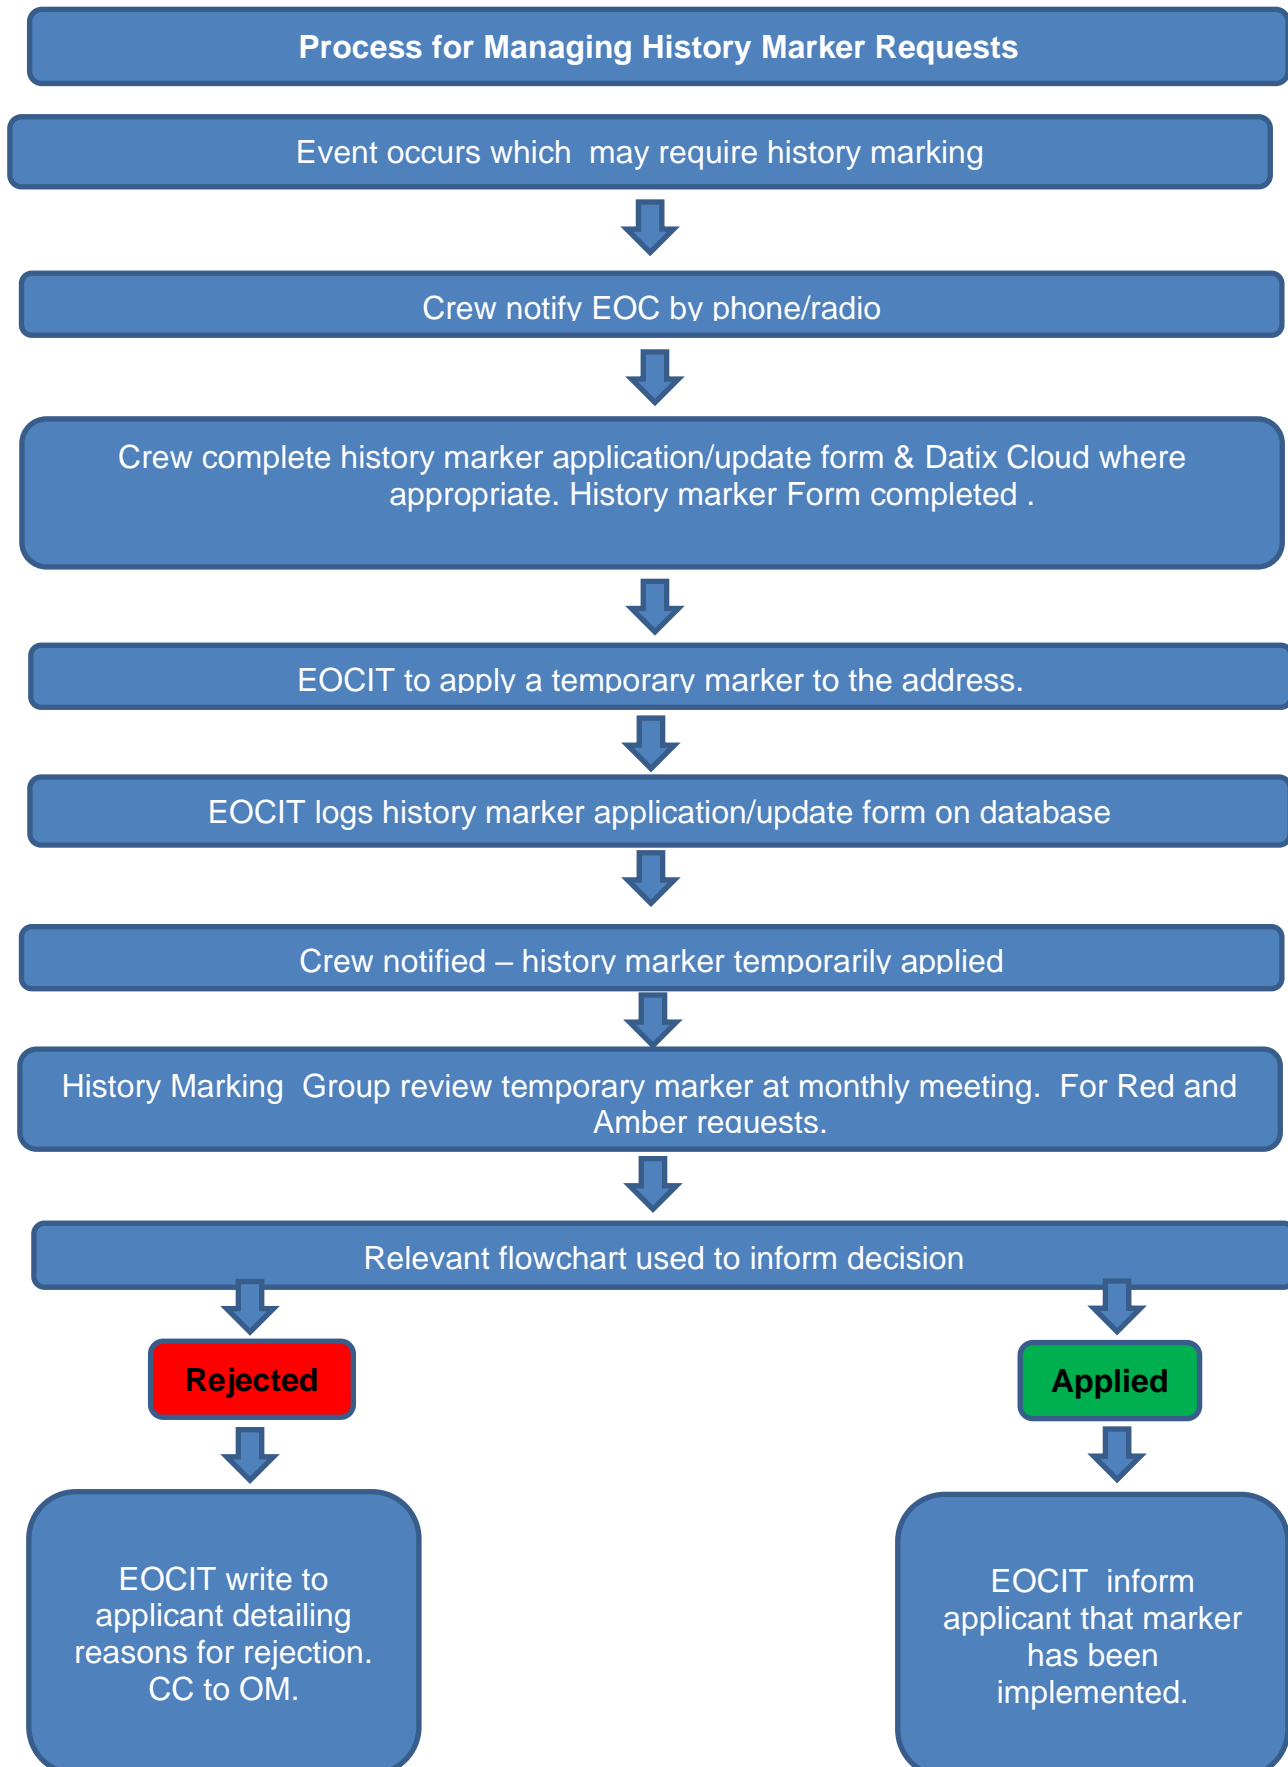 Process for Managing History Marker Requests
Event occurs which may require history marking
Crew notify EOC by phone/radio
Crew complete history marker application/update form & Datix Cloud where
appropriate. History marker Form completed .
EOCIT to apply a temporary marker to the address.
EOCIT logs history marker application/update form on database
Crew notified – history marker temporarily applied
History Marking Group review temporary marker at monthly meeting. For Red and
Amber requests.
Relevant flowchart used to inform decision
Rejected
Applied
EOCIT write to
applicant detailing
reasons for rejection.
CC to OM.
EOCIT inform
applicant that marker
has been
implemented.